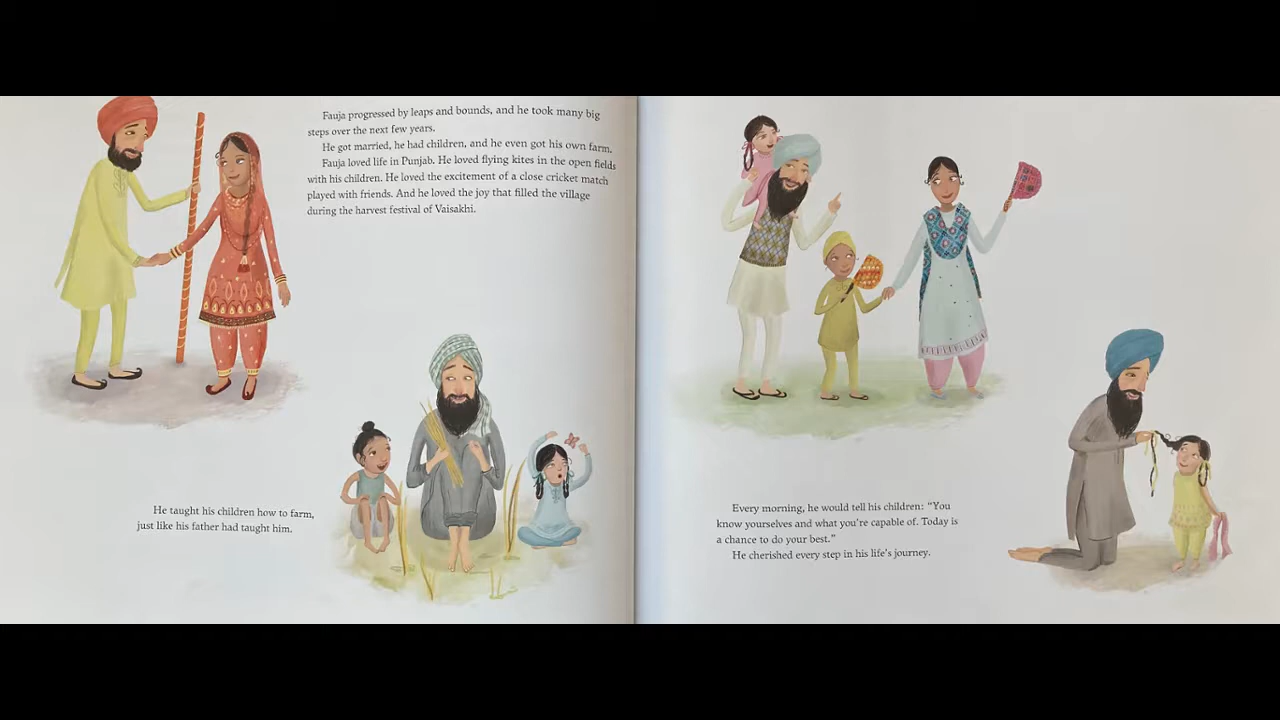 Fauja progressed by leaps and bounds, and he took many big
steps over the next few years.
He got married, he had children, and he even got his own farm.
Fauja loved life in Punjab. He loved flying kites in the open fields
with his children. He loved the excitement of a close cricket match
played with friends. And he loved the joy that filled the village
during the harvest festival of Vaisakhi.
He taught his children how to farm,
just like his father had taught him.
Every morning, he would tell his children: “You
know yourselves and what you’re capable of. Today is
a chance to do your best.”
He cherished every step in his life’s journey.